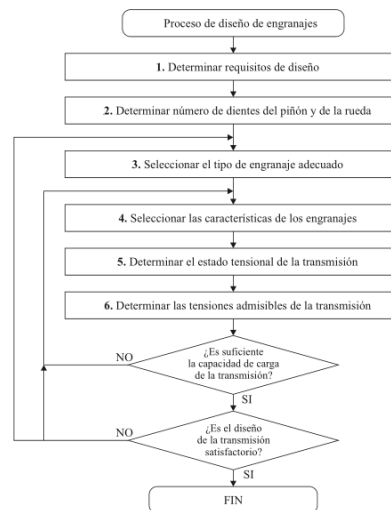 Proceso de diseño de engranajes
1. Determinar requisitos de diseño
2. Determinar número de dientes del piñón y de la rueda
3. Seleccionar el tipo de engranaje adecuado
4. Seleccionar las características de los engranajes
5. Determinar el estado tensional de la transmisión
6. Determinar las tensiones admisibles de la transmisión
¿Es suficiente
la capacidad de carga
de la transmisión?
NO
SI
¿Es el diseño
de la transmisión
satisfactorio?
NO
SI
FIN